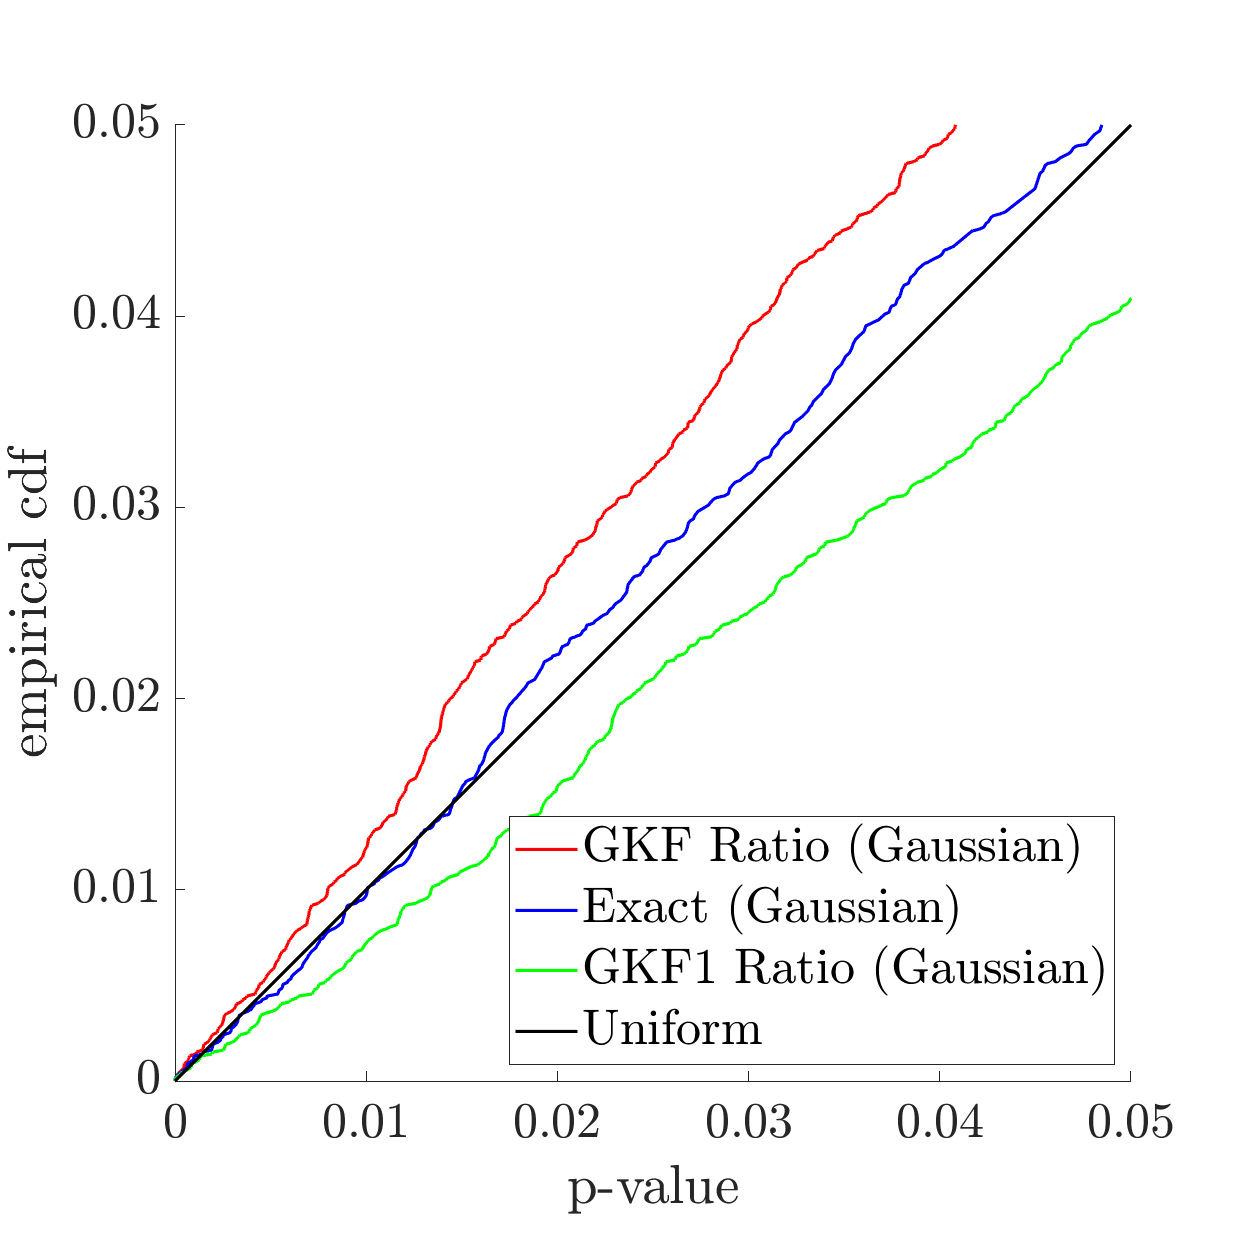 0.05
0.04
0.03
0.02
0.01
0
empirical cdf
GKF Ratio (Gaussian)
Exact (Gaussian)
GKF1 Ratio (Gaussian)
Uniform
0 0.01 0.02 0.03 0.04 0.05
p-value